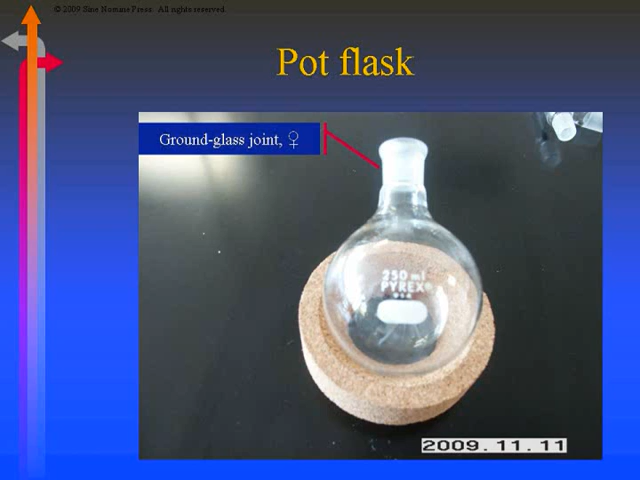 © 2009 Sine Nomine Press. All rights reserved.
Pot flask
Ground-glass joint, ♀
250 ml
PYREX®
2009.11.11